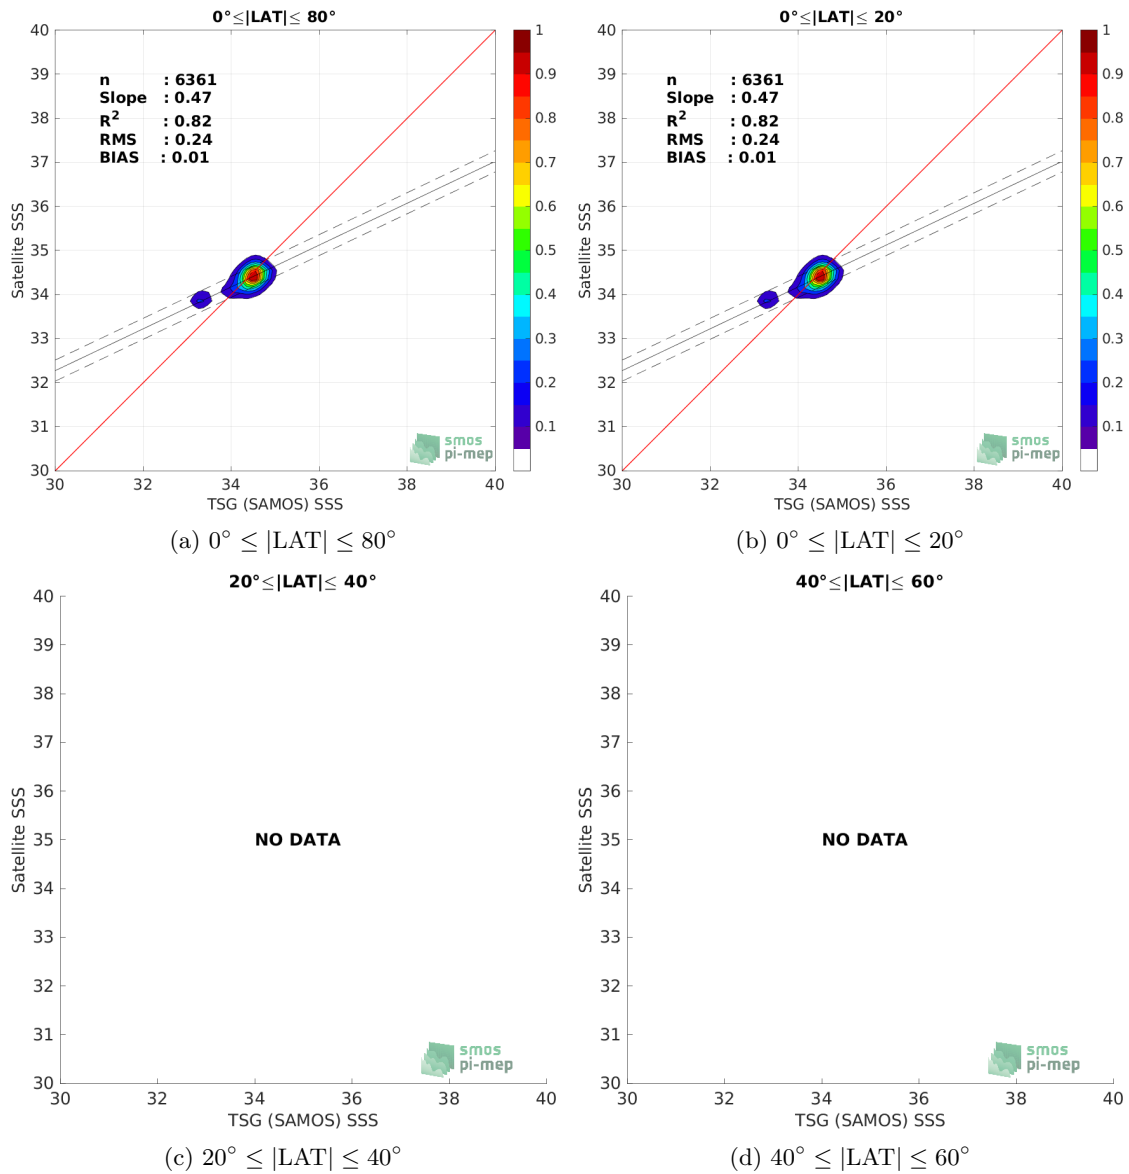 0°≤|LAT|≤ 80°
40
39
38
37
36
35
34
33
32
31
30
n : 6361
Slope : 0.47
R² : 0.82
RMS : 0.24
BIAS : 0.01
Satellite SSS
30 32 34 36 38 40
TSG (SAMOS) SSS
1
0.9
0.8
0.7
0.6
0.5
0.4
0.3
0.2
0.1
smos
pi-mep
(a) 0° ≤ |LAT| ≤ 80°
0°≤|LAT|≤ 20°
40
39
38
37
36
35
34
33
32
31
30
n : 6361
Slope : 0.47
R² : 0.82
RMS : 0.24
BIAS : 0.01
Satellite SSS
30 32 34 36 38 40
TSG (SAMOS) SSS
1
0.9
0.8
0.7
0.6
0.5
0.4
0.3
0.2
0.1
smos
pi-mep
(b) 0° ≤ |LAT| ≤ 20°
20°≤|LAT|≤ 40°
40
39
38
37
36
35
34
33
32
31
30
Satellite SSS
NO DATA
smos
pi-mep
30 32 34 36 38 40
TSG (SAMOS) SSS
(c) 20° ≤ |LAT| ≤ 40°
40°≤|LAT|≤ 60°
40
39
38
37
36
35
34
33
32
31
30
Satellite SSS
NO DATA
smos
pi-mep
30 32 34 36 38 40
TSG (SAMOS) SSS
(d) 40° ≤ |LAT| ≤ 60°